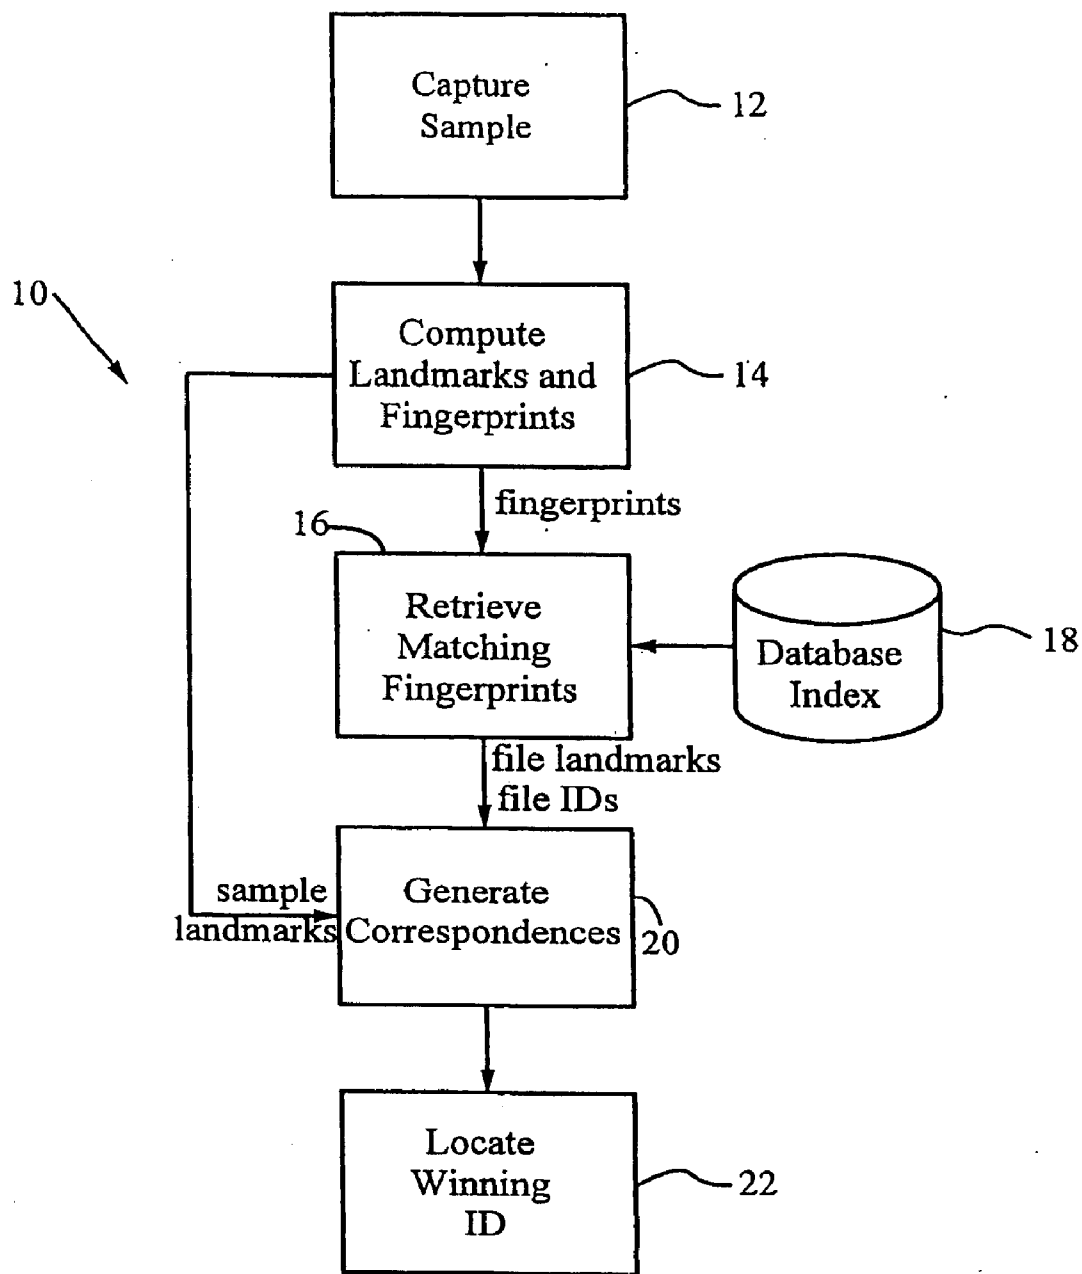 Capture
Sample
12
10
Compute
Landmarks and
Fingerprints
14
fingerprints
16
Retrieve
Matching
Fingerprints
Database
Index
18
file landmarks
file IDs
sample
landmarks
Generate
Correspondences
20
Locate
Winning
ID
22